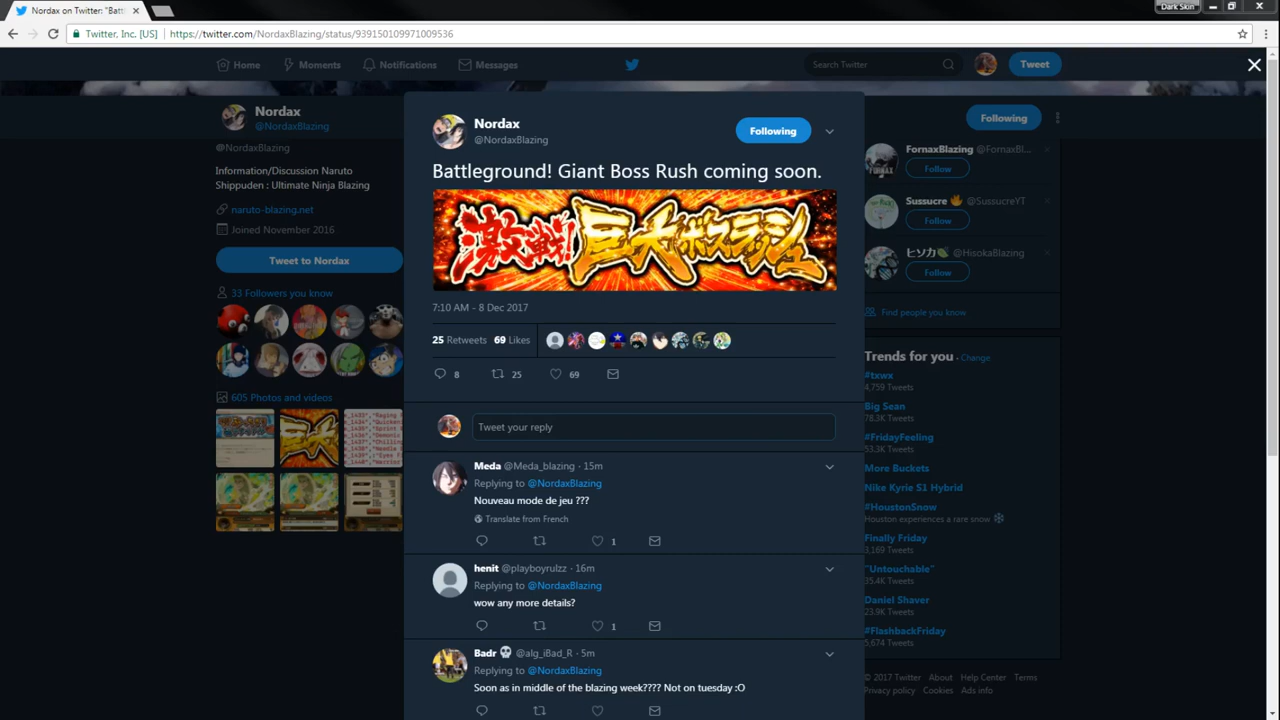 Nordax on Twitter: "Batt
Dark Skin
Twitter, Inc. [US]
https://twitter.com/NordaxBlazing/status/939150109971009536
Home
Moments
Notifications
Messages
Search Twitter
Tweet
Nordax
@NordaxBlazing
Following
@NordaxBlazing
Information/Discussion Naruto
Shippuden : Ultimate Ninja Blazing
naruto-blazing.net
Joined November 2016
Tweet to Nordax
33 Followers you know
605 Photos and videos
Nordax
@NordaxBlazing
Following
Battleground! Giant Boss Rush coming soon.
激戦!巨大ボスラッシュ
7:10 AM - 8 Dec 2017
25 Retweets 69 Likes
8
25
69
Tweet your reply
Meda @Meda_blazing · 15m
Replying to @NordaxBlazing
Nouveau mode de jeu ???
Translate from French
1
henit @playboyrulzz · 16m
Replying to @NordaxBlazing
wow any more details?
1
Badr @alg_iBad_R · 5m
Replying to @NordaxBlazing
Soon as in middle of the blazing week???? Not on tuesday :O
FornaxBlazing @FornaxBl...
Follow
Sussucre @SusucreYT
Follow
ヒソカ @HisokaBlazing
Follow
Find people you know
Trends for you · Change
#txwx
4,759 Tweets
Big Sean
78.3K Tweets
#FridayFeeling
53.3K Tweets
More Buckets
Nike Kyrie S1 Hybrid
#HoustonSnow
Houston experiences a rare snow
Finally Friday
3,169 Tweets
"Untouchable"
35.4K Tweets
Daniel Shaver
23.9K Tweets
#FlashbackFriday
5,674 Tweets
© 2017 Twitter About Help Center Terms
Privacy policy Cookies Ads info